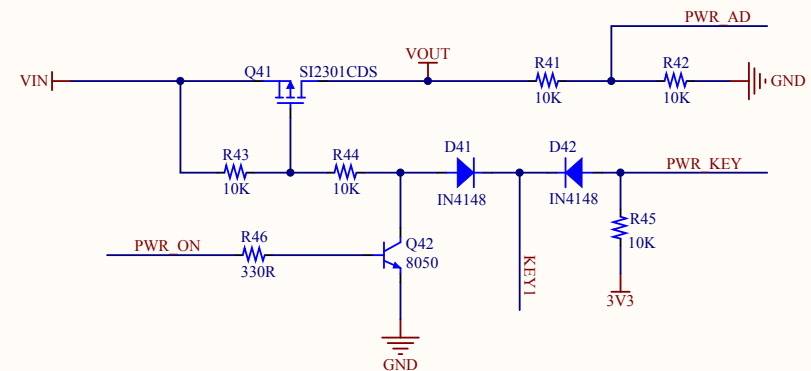 PWR_AD
VOUT
Q41
SI2301CDS
R41
R42
VIN
GND
10K
10K
R43
R44
D41
D42
PWR_KEY
10K
10K
IN4148
IN4148
R45
10K
PWR_ON
R46
330R
Q42
8050
KEY1
3V3
GND